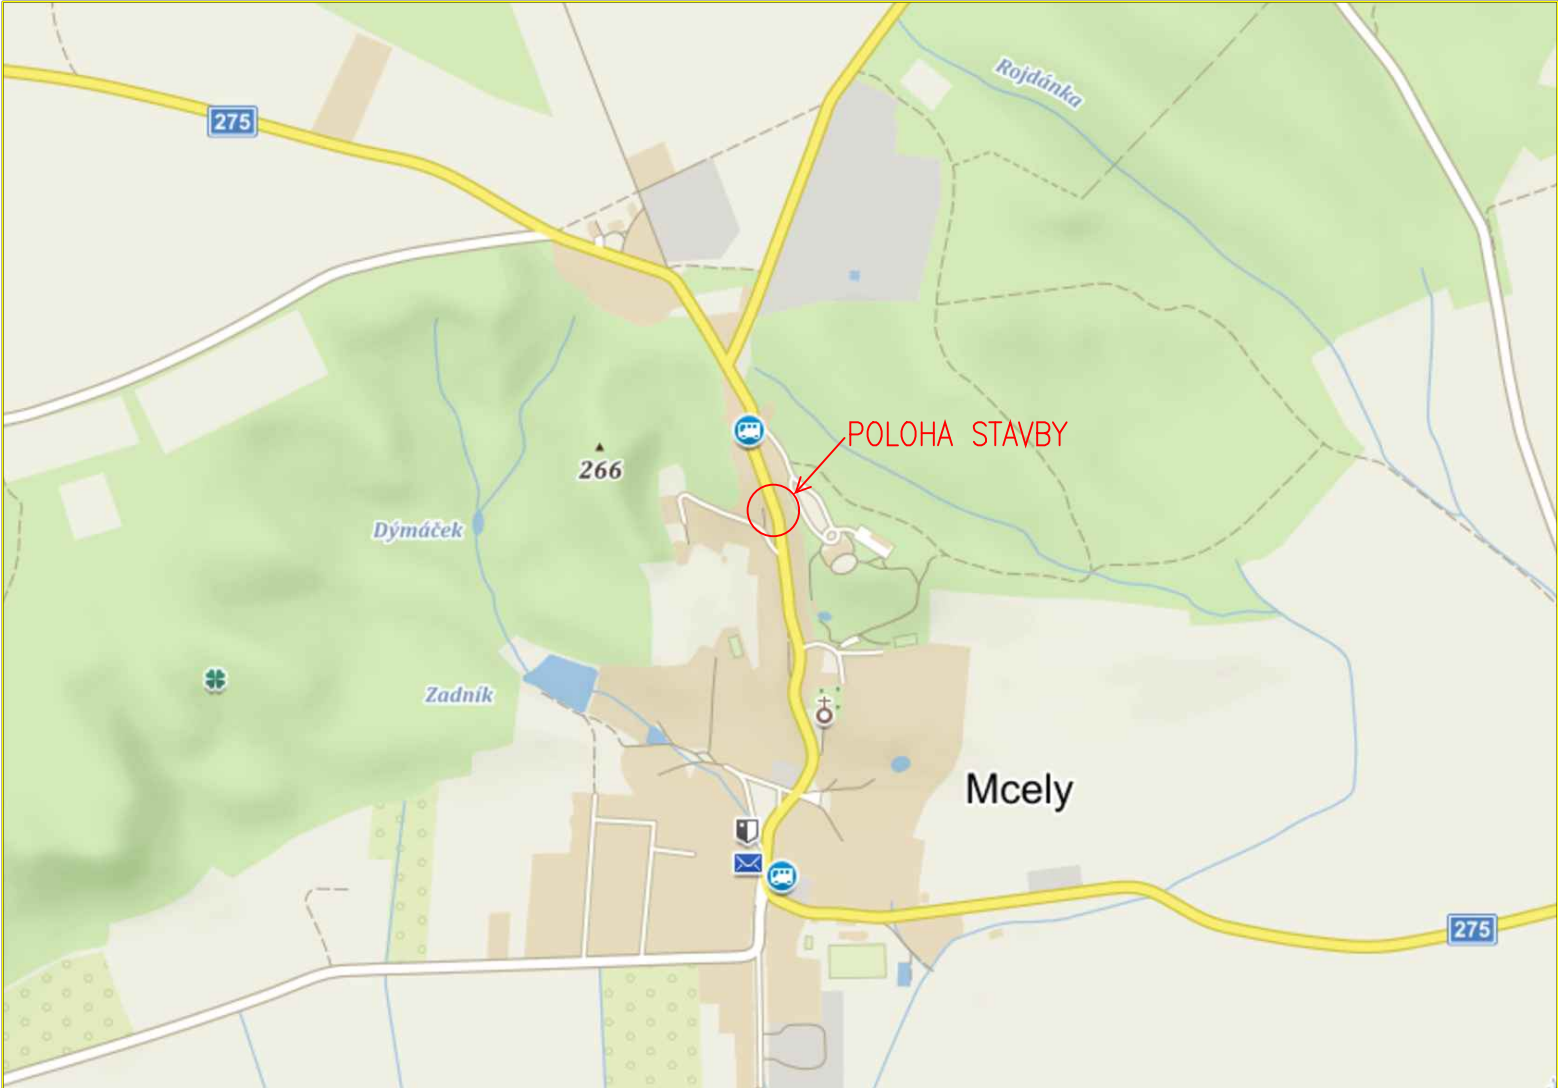 Rojdánka
275
POLOHA STAVBY
266
Dýmáček
Zadník
Mcely
275